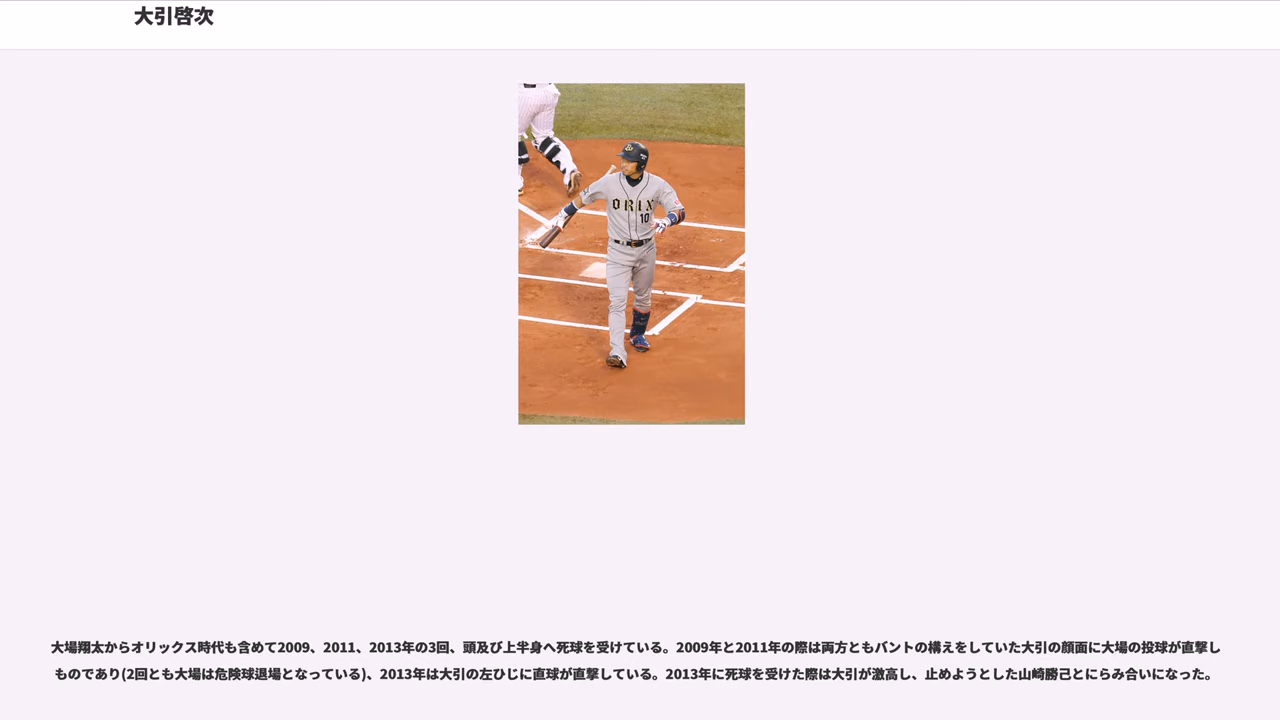 大引啓次
ORIX
10
大場翔太からオリックス時代も含めて2009、2011、2013年の3回、頭及び上半身へ死球を受けている。2009年と2011年の際は両方ともバントの構えをしていた大引の顔面に大場の投球が直撃し
ものであり(2回とも大場は危険球退場となっている)、2013年は大引の左ひじに直球が直撃している。2013年に死球を受けた際は大引が激高し、止めようとした山崎勝己とにらみ合いになった。